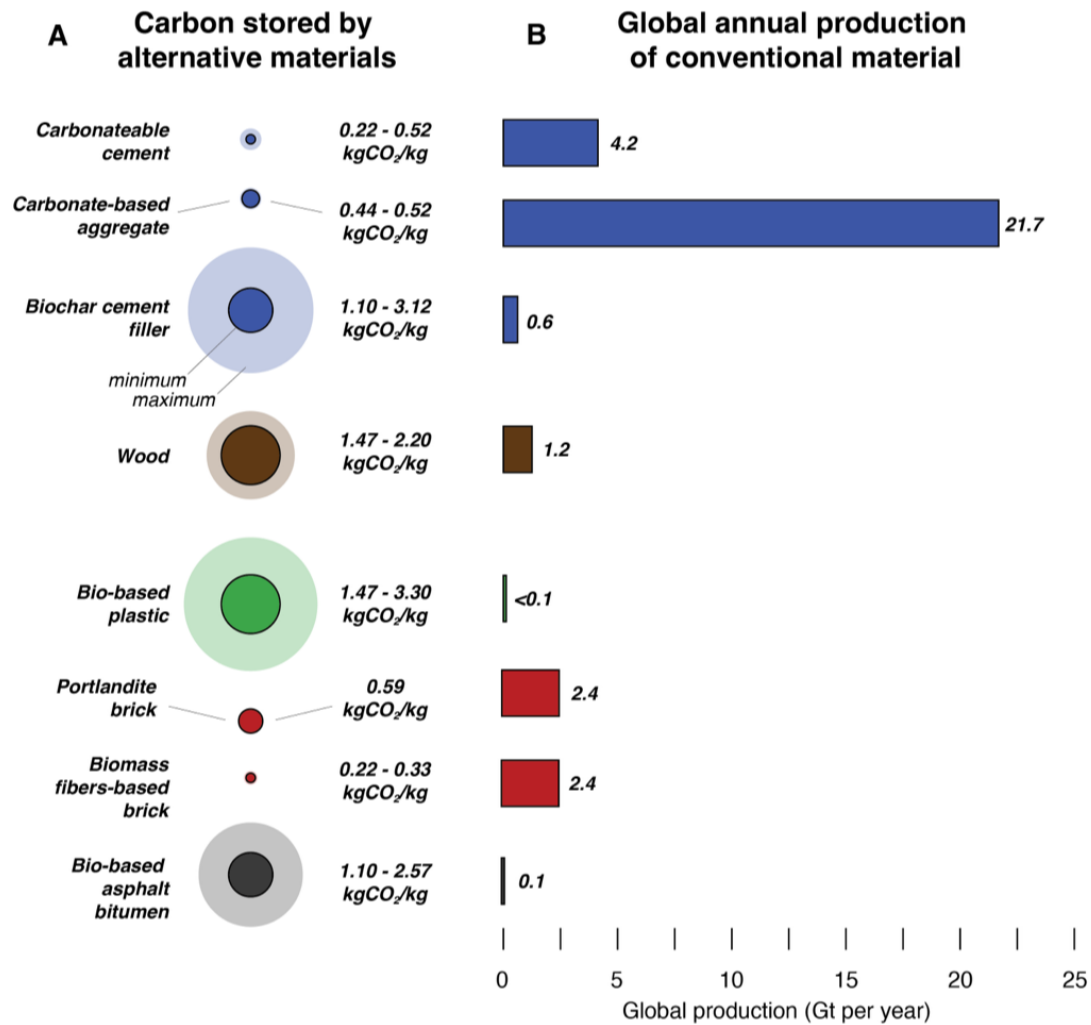 A
Carbon stored by
alternative materials
B
Global annual production
of conventional material
Carbonateable
cement
0.22 - 0.52
kgCO₂/kg
4.2
Carbonate-based
aggregate
0.44 - 0.52
kgCO₂/kg
21.7
Biochar cement
filler
1.10 - 3.12
kgCO₂/kg
0.6
minimum
maximum
Wood
1.47 - 2.20
kgCO₂/kg
1.2
Bio-based
plastic
1.47 - 3.30
kgCO₂/kg
<0.1
Portlandite
brick
0.59
kgCO₂/kg
2.4
Biomass
fibers-based
brick
0.22 - 0.33
kgCO₂/kg
2.4
Bio-based
asphalt
bitumen
1.10 - 2.57
kgCO₂/kg
0.1
0 5 10 15 20 25
Global production (Gt per year)